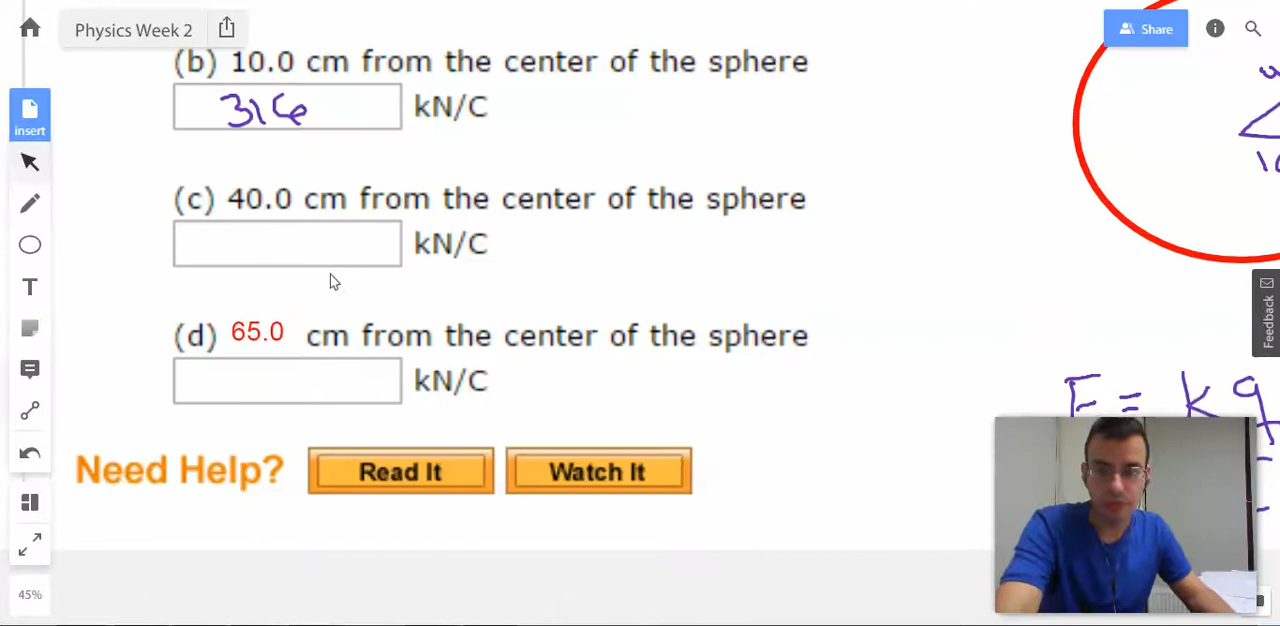 Physics Week 2
Share
insert
(b) 10.0 cm from the center of the sphere
316 kN/C
(c) 40.0 cm from the center of the sphere
kN/C
(d) 65.0 cm from the center of the sphere
kN/C
E = k q
Need Help? Read It Watch It
Feedback
45%